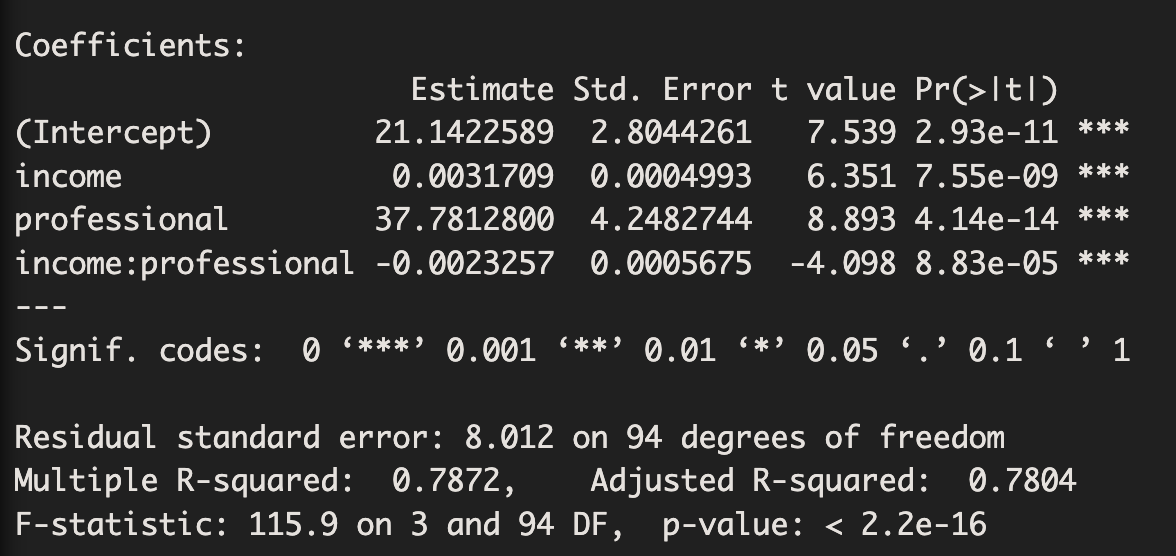 Coefficients:
Estimate Std. Error t value Pr(>|t|)
(Intercept) 21.1422589 2.8044261 7.539 2.93e-11 ***
income 0.0031709 0.0004993 6.351 7.55e-09 ***
professional 37.7812800 4.2482744 8.893 4.14e-14 ***
income:professional -0.0023257 0.0005675 -4.098 8.83e-05 ***
---
Signif. codes: 0 ‘***’ 0.001 ‘**’ 0.01 ‘*’ 0.05 ‘.’ 0.1 ‘ ’ 1
Residual standard error: 8.012 on 94 degrees of freedom
Multiple R-squared: 0.7872, Adjusted R-squared: 0.7804
F-statistic: 115.9 on 3 and 94 DF, p-value: < 2.2e-16